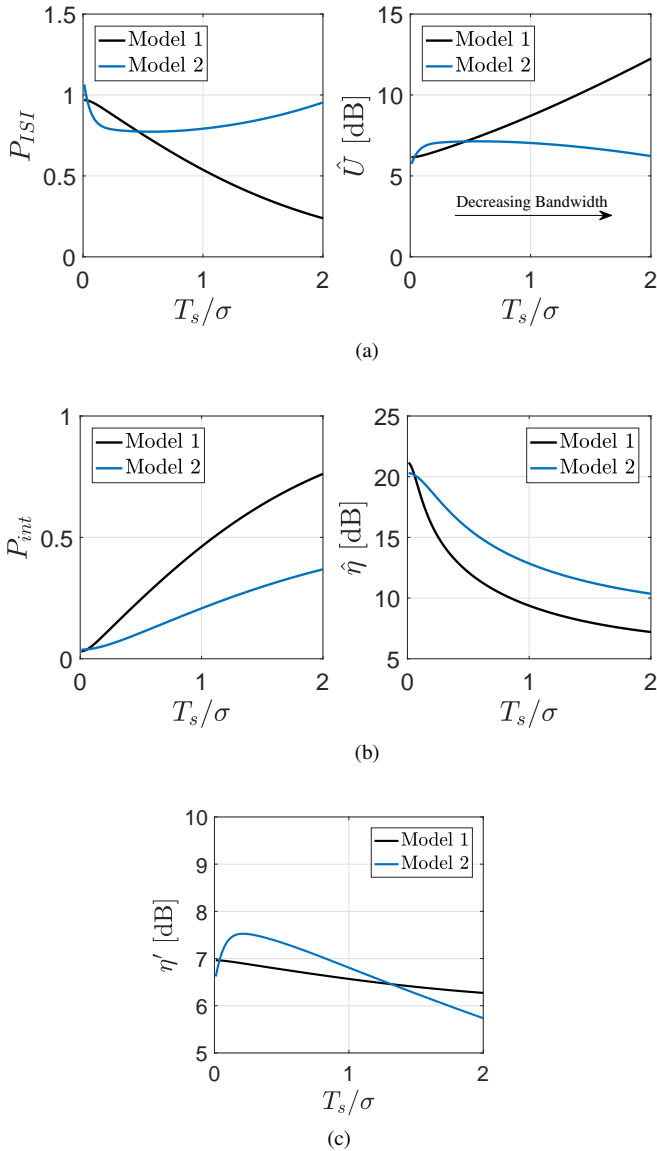 1.5
1
0.5
0
P_{ISI}
Model 1
Model 2
0 1 2
T_s/σ
15
10
5
0
Û [dB]
Model 1
Model 2
Decreasing Bandwidth
0 1 2
T_s/σ
(a)
1
0.5
0
P_{int}
Model 1
Model 2
0 1 2
T_s/σ
25
20
15
10
5
η̂ [dB]
Model 1
Model 2
0 1 2
T_s/σ
(b)
10
9
8
7
6
5
η′ [dB]
Model 1
Model 2
0 1 2
T_s/σ
(c)